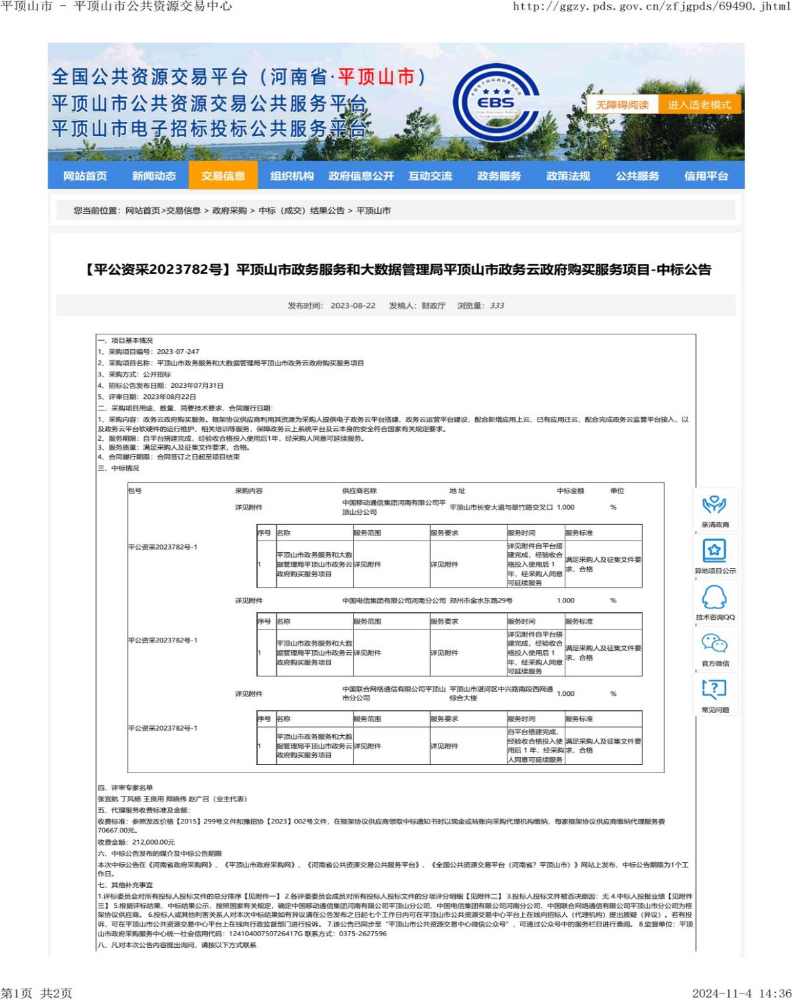 平顶山市 - 平顶山市公共资源交易中心
http://ggzy.pds.gov.cn/zfjgpds/69490.jhtml
全国公共资源交易平台（河南省·平顶山市）
平顶山市公共资源交易公共服务平台
平顶山市电子招标投标公共服务平台
EBS
无障碍阅读 进入适老模式
网站首页 新闻动态 交易信息 组织机构 政府信息公开 互动交流 政务服务 政策法规 公共服务 信用平台
您当前位置：网站首页>交易信息 > 政府采购 > 中标（成交）结果公告 > 平顶山市
【平公资采2023782号】平顶山市政务服务和大数据管理局平顶山市政务云政府购买服务项目-中标公告
发布时间： 2023-08-22 发稿人：财政厅 浏览量：333
一、项目基本情况
1、采购项目编号：2023-07-247
2、采购项目名称：平顶山市政务服务和大数据管理局平顶山市政务云政府购买服务项目
3、采购方式：公开招标
4、招标公告发布日期：2023年07月31日
5、评审日期：2023年08月22日
二、采购项目用途、数量、简要技术要求、合同履行日期：
1、采购内容：政务云政府购买服务。框架协议供应商利用其资源为采购人提供电子政务云平台搭建、政务云运营平台建设，配合新增应用上云、已有应用迁云，配合完成政务云监管平台接入，以
及政务云平台软硬件的运行维护、相关培训等服务，保障政务云上系统平台及云本身的安全符合国家有关规定要求。
2、服务期限：自平台搭建完成，经验收合格投入使用后1年，经采购人同意可延续服务。
3、服务质量：满足采购人及征集文件要求，合格。
4、合同履行期限：合同签订之日起至项目结束
三、中标情况
包号 采购内容 供应商名称 地 址 中标金额 单位
详见附件 中国移动通信集团河南有限公司平顶山分公司 平顶山市长安大道与翠竹路交叉口 1.000 %
平公资采2023782号-1
序号 名称 服务范围 服务要求 服务时间 服务标准
1 平顶山市政务服务和大数据管理局平顶山市政务云政府购买服务项目 详见附件 详见附件 详见附件自平台搭建完成，经验收合格投入使用后 1 年，经采购人同意可延续服务 满足采购人及征集文件要求，合格
详见附件 中国电信集团有限公司河南分公司 郑州市金水东路29号 1.000 %
平公资采2023782号-1
序号 名称 服务范围 服务要求 服务时间 服务标准
1 平顶山市政务服务和大数据管理局平顶山市政务云政府购买服务项目 详见附件 详见附件 详见附件自平台搭建完成，经验收合格投入使用后 1 年，经采购人同意可延续服务 满足采购人及征集文件要求，合格
详见附件 中国联合网络通信有限公司平顶山市分公司 平顶山市湛河区中兴路南段西网通综合大楼 1.000 %
平公资采2023782号-1
序号 名称 服务范围 服务要求 服务时间 服务标准
1 平顶山市政务服务和大数据管理局平顶山市政务云政府购买服务项目 详见附件 详见附件 自平台搭建完成，经验收合格投入使用后 1 年，经采购人同意可延续服务 满足采购人及征集文件要求，合格
亲清政商
异地项目公示
技术咨询QQ
官方微信
常见问题
四、评审专家名单
张宜航 丁风杨 王良用 郑晓伟 赵广召（业主代表）
五、代理服务收费标准及金额：
收费标准：参照发改价格【2015】299号文件和豫招协【2023】002号文件，在框架协议供应商领取中标通知书时以现金或转账向采购代理机构缴纳，每家框架协议供应商缴纳代理服务费
70667.00元。
收费金额：212,000.00元
六、中标公告发布的媒介及中标公告期限
本次中标公告在《河南省政府采购网》、《平顶山市政府采购网》、《河南省公共资源交易公共服务平台》、《全国公共资源交易平台（河南省？平顶山市）》网站上发布，中标公告期限为1个工
作日。
七、其他补充事宜
1.评标委员会对所有投标人投标文件的总分排序【见附件一】 2.各评委委员会成员对所有投标人投标文件的分项评分明细【见附件二】 3.投标人投标文件被否决原因：无 4.中标人投报业绩【见附件
三】 5.根据评标结果、中标结果公示，按照国家有关规定，确定中国移动通信集团河南有限公司平顶山分公司、中国电信集团有限公司河南分公司、中国联合网络通信有限公司平顶山市分公司为框
架协议供应商。 6.投标人或其他利害关系人对本次中标结果如有异议请在公告发布之日起七个工作日内可在平顶山市公共资源交易中心平台上在线向招标人（代理机构）提出质疑（异议）。若有投
诉，可在平顶山市公共资源交易中心平台上在线向行政监督部门进行投诉。 7.该公告已同步至“平顶山市公共资源交易中心微信公众号”，可通过公众号中的服务栏目进行查阅。 8.监督单位：平顶
山市政府采购服务中心统一社会信用代码：12410400750726417G 联系方式：0375-2627596
八、凡对本次公告内容提出询问，请按以下方式联系
第1页 共2页
2024-11-4 14:36